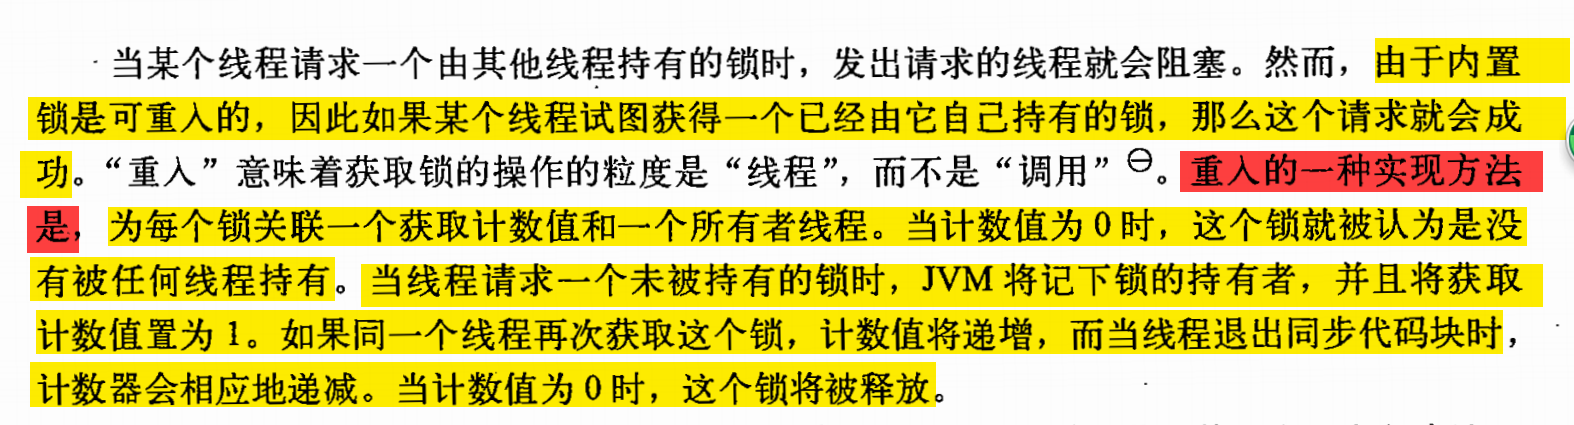 当某个线程请求一个由其他线程持有的锁时，发出请求的线程就会阻塞。然而，由于内置
锁是可重入的，因此如果某个线程试图获得一个已经由它自己持有的锁，那么这个请求就会成
功。“重入”意味着获取锁的操作的粒度是“线程”，而不是“调用”㊀。重入的一种实现方法
是，为每个锁关联一个获取计数值和一个所有者线程。当计数值为 0 时，这个锁就被认为是没
有被任何线程持有。当线程请求一个未被持有的锁时，JVM 将记下锁的持有者，并且将获取
计数值置为 1。如果同一个线程再次获取这个锁，计数值将递增，而当线程退出同步代码块时，
计数器会相应地递减。当计数值为 0 时，这个锁将被释放。